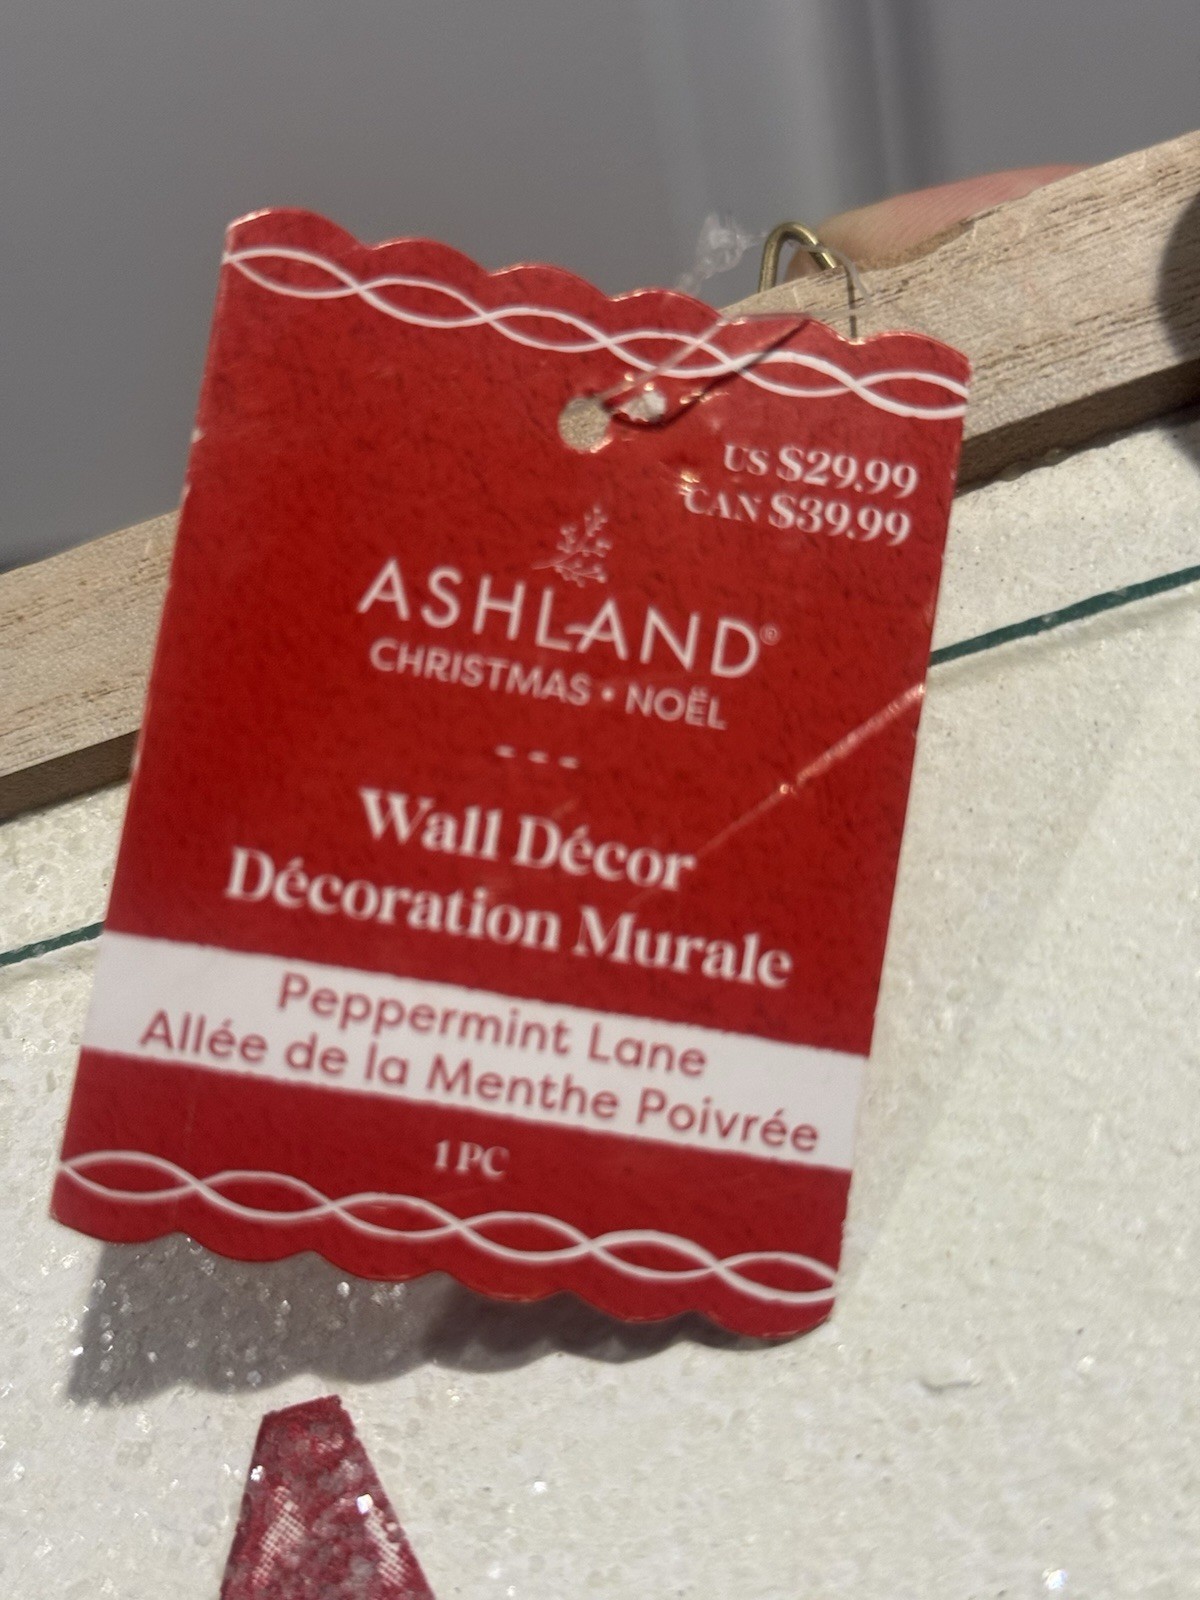 US $29.99
CAN $39.99
ASHLAND®
CHRISTMAS • NOËL
- - -
Wall Décor
Décoration Murale
Peppermint Lane
Allée de la Menthe Poivrée
1 PC